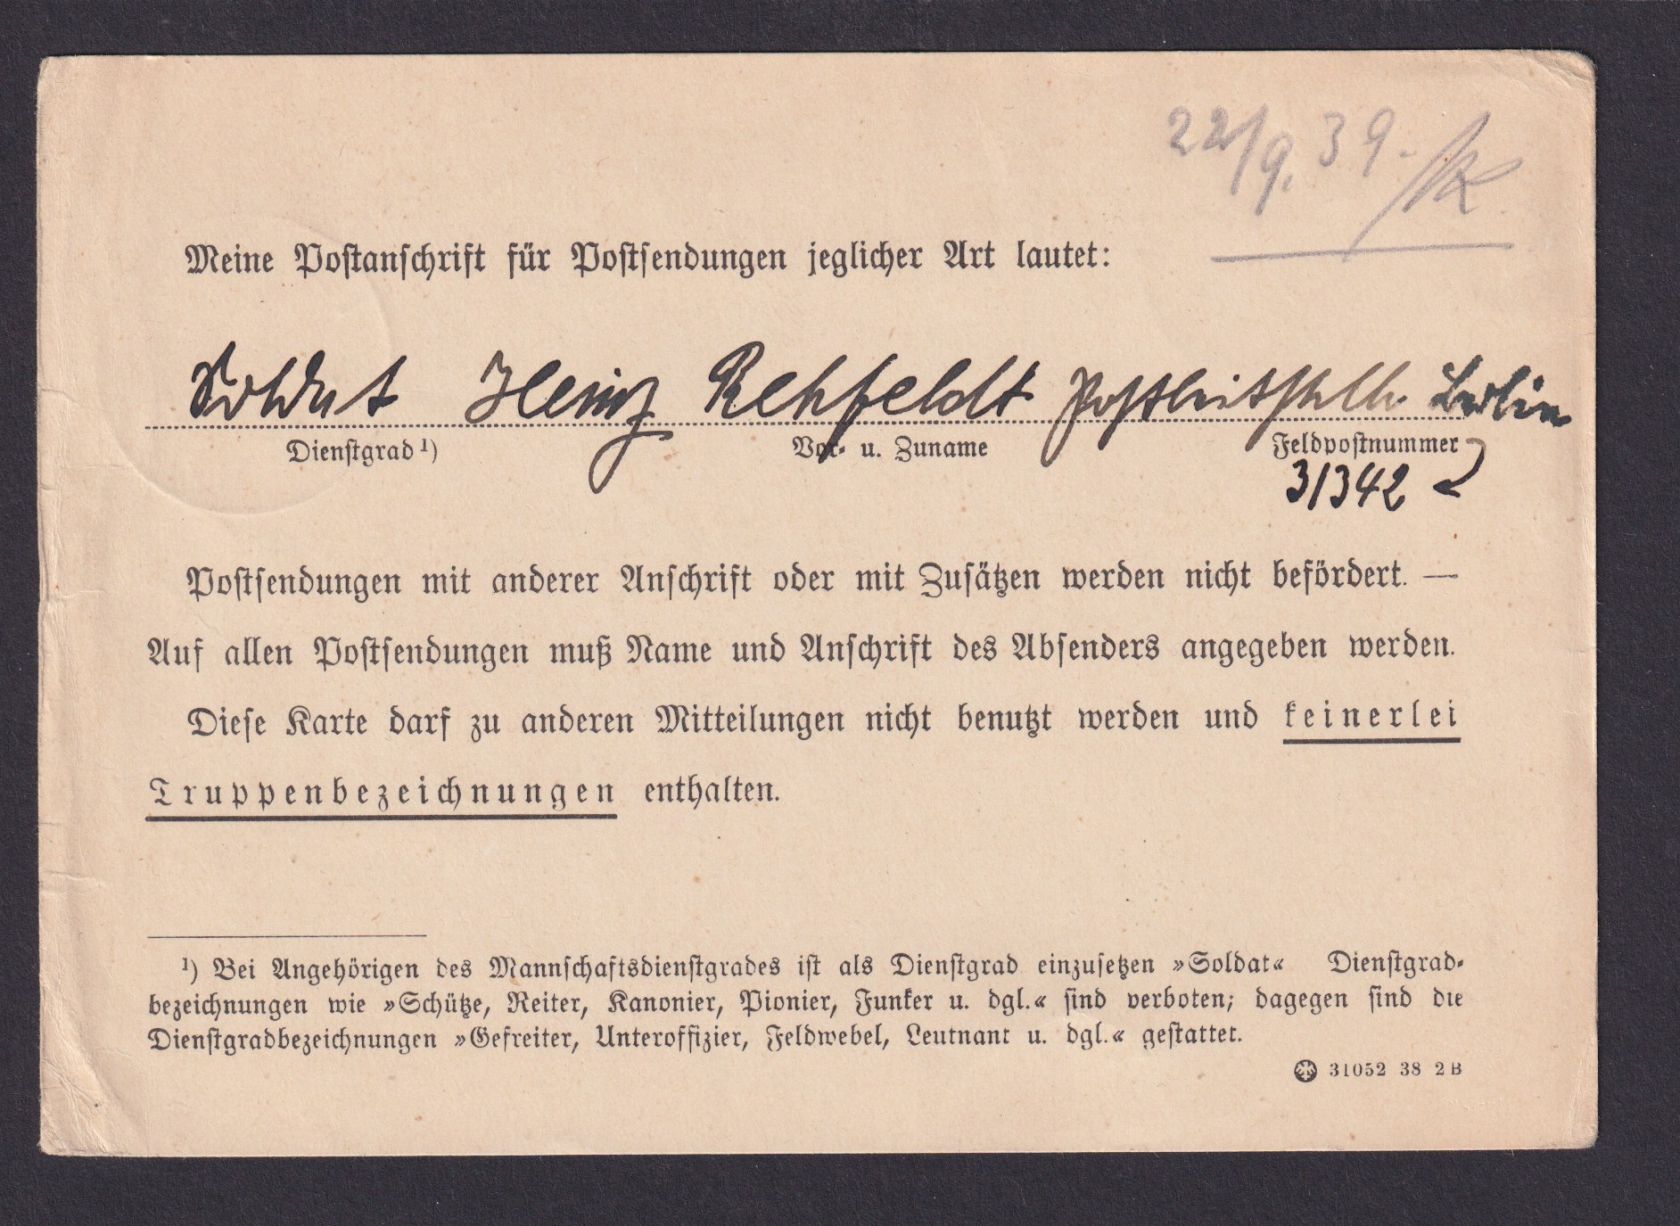 22/9. 39. K
Meine Postanschrift für Postsendungen jeglicher Art lautet:
Soldat Heinz Rehfeldt Postleitstelle Berlin
Dienstgrad ¹) Vor- u. Zuname Feldpostnummer
31342
Postsendungen mit anderer Anschrift oder mit Zusätzen werden nicht befördert. —
Auf allen Postsendungen muß Name und Anschrift des Absenders angegeben werden.
Diese Karte darf zu anderen Mitteilungen nicht benutzt werden und keinerlei
Truppenbezeichnungen enthalten.
¹) Bei Angehörigen des Mannschaftsdienstgrades ist als Dienstgrad einzusetzen »Soldat« Dienstgrad-
bezeichnungen wie »Schütze, Reiter, Kanonier, Pionier, Funker u. dgl.« sind verboten; dagegen sind die
Dienstgradbezeichnungen »Gefreiter, Unteroffizier, Feldwebel, Leutnant u. dgl.« gestattet.
31052 38 2B